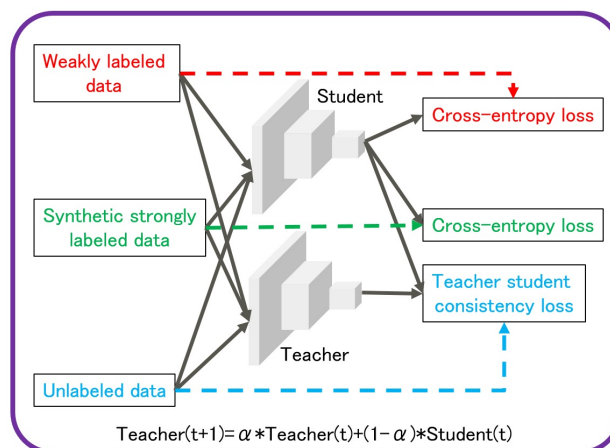 Weakly labeled
data
Student
Cross-entropy loss
Synthetic strongly
labeled data
Cross-entropy loss
Teacher student
consistency loss
Teacher
Unlabeled data
Teacher(t+1)=α*Teacher(t)+(1-α)*Student(t)